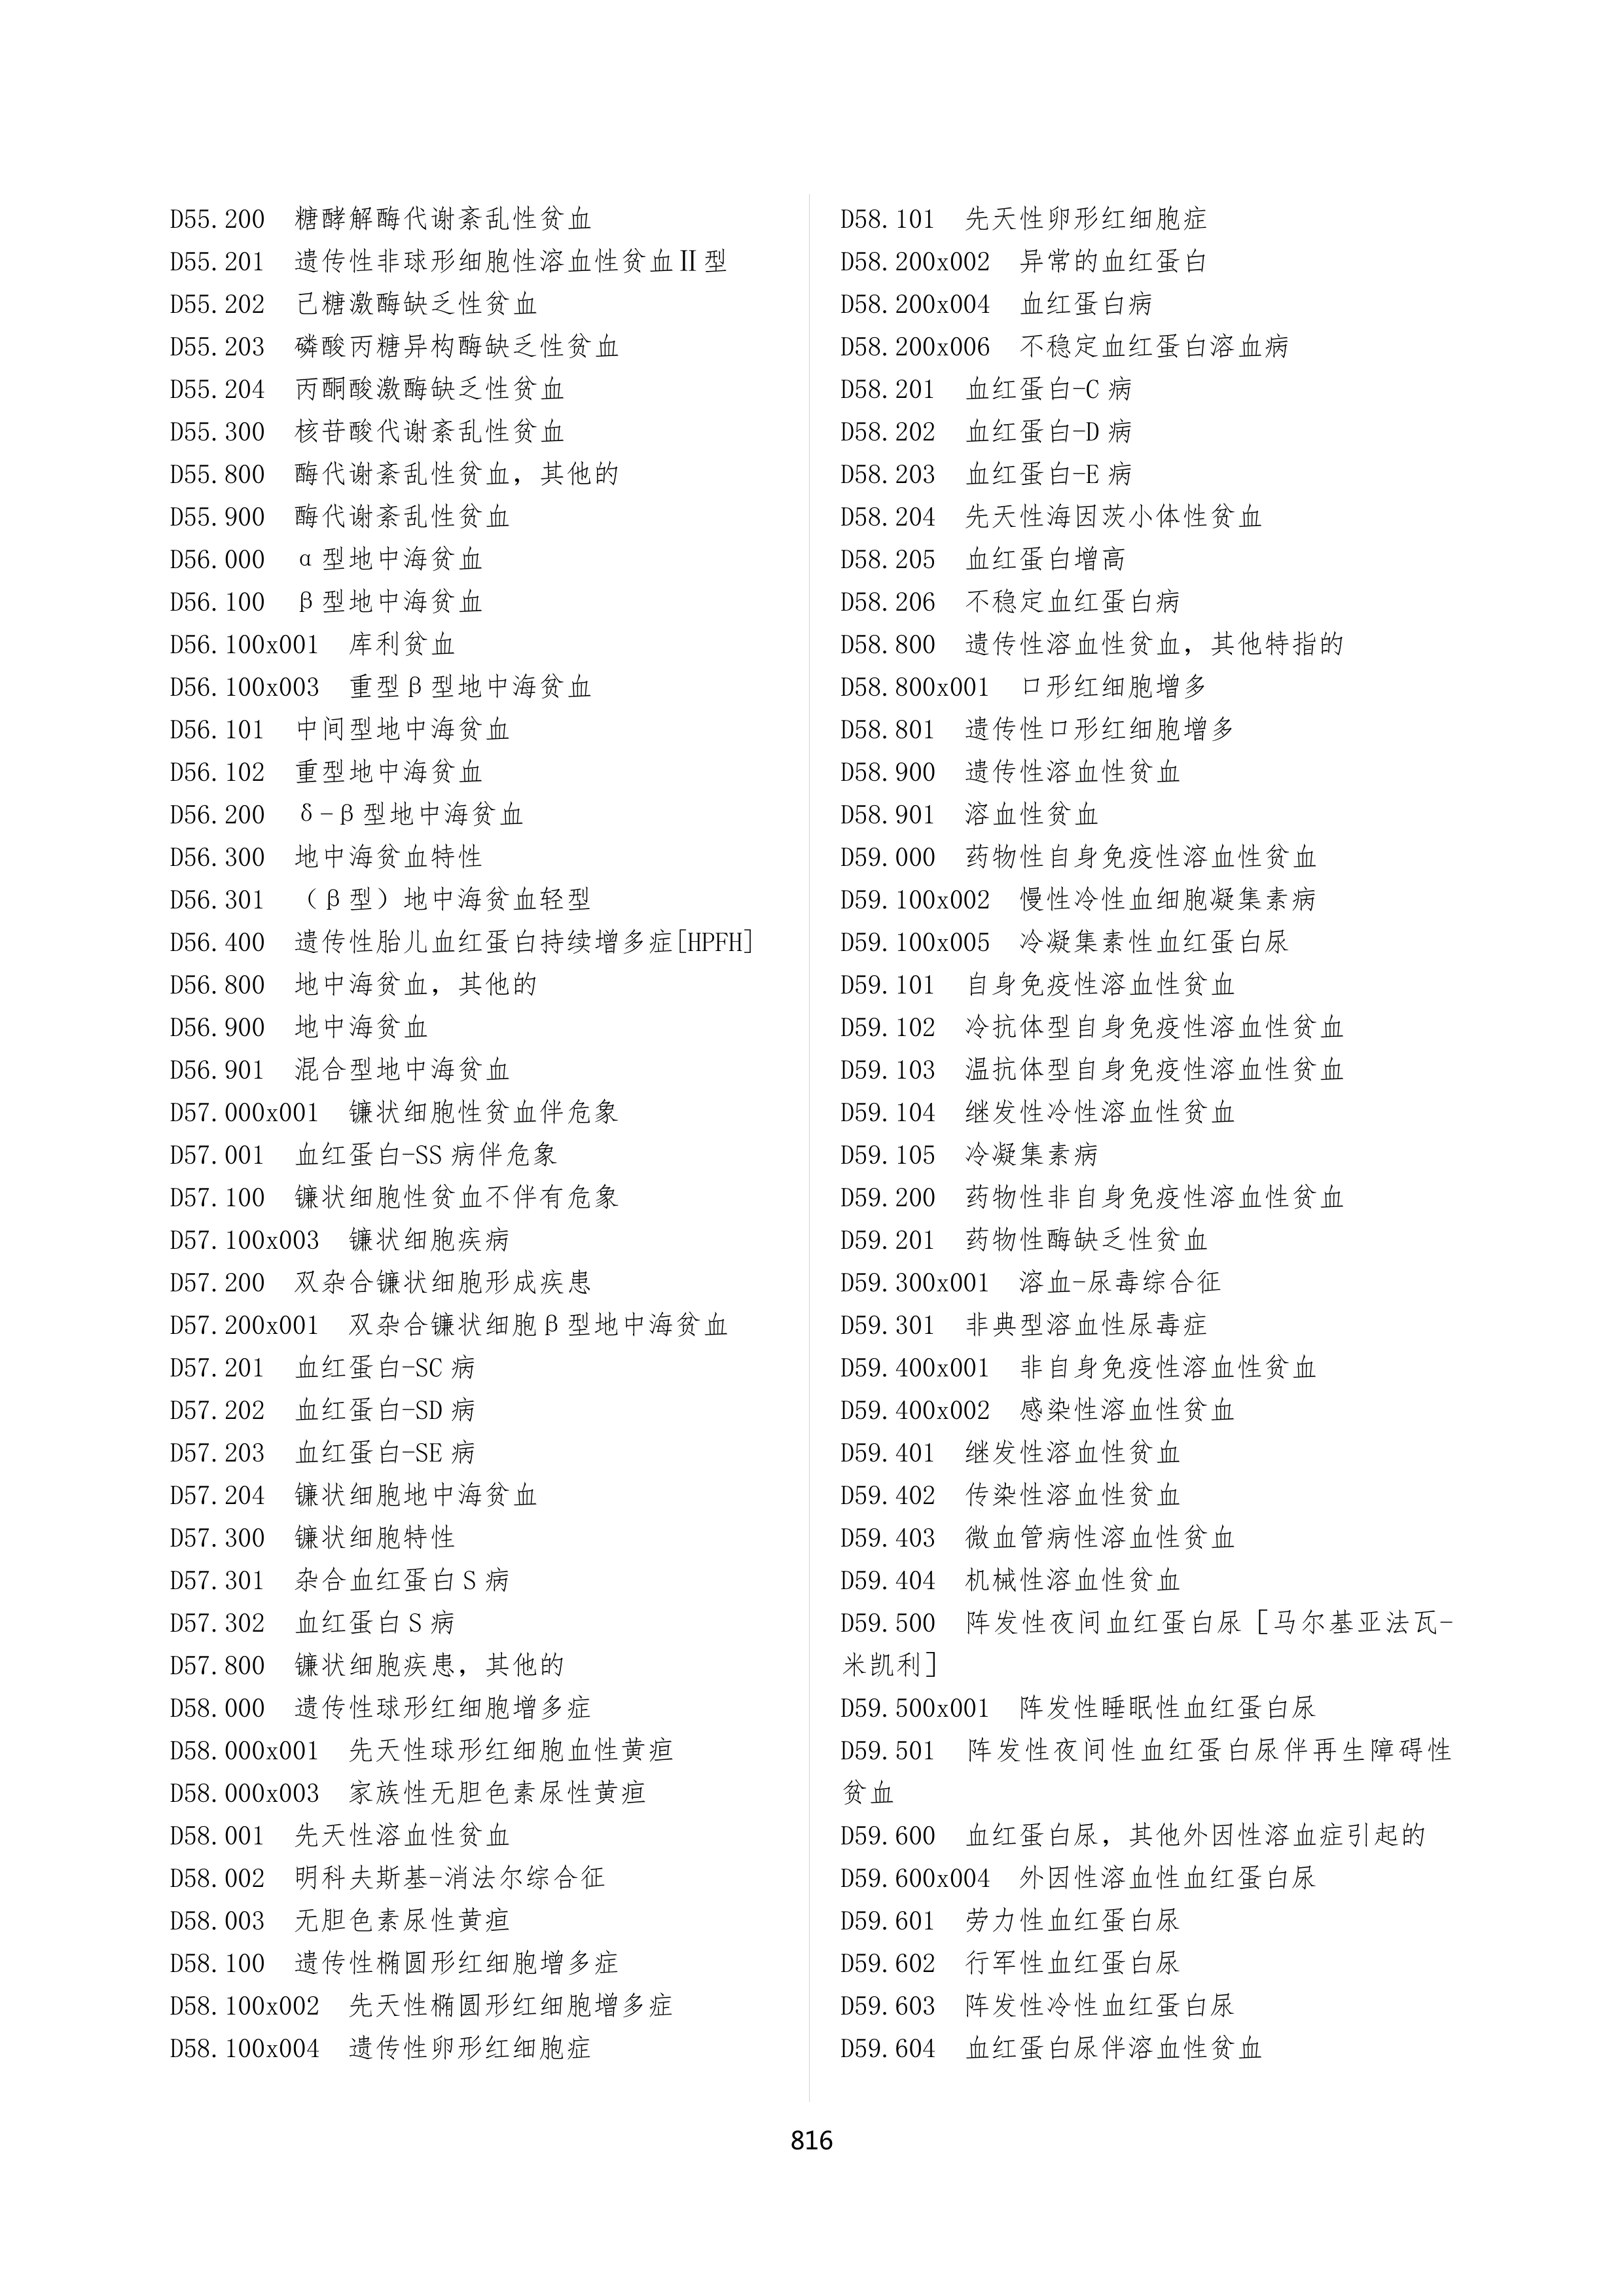 D55.200 糖酵解酶代谢紊乱性贫血
D55.201 遗传性非球形细胞性溶血性贫血Ⅱ型
D55.202 己糖激酶缺乏性贫血
D55.203 磷酸丙糖异构酶缺乏性贫血
D55.204 丙酮酸激酶缺乏性贫血
D55.300 核苷酸代谢紊乱性贫血
D55.800 酶代谢紊乱性贫血，其他的
D55.900 酶代谢紊乱性贫血
D56.000 α型地中海贫血
D56.100 β型地中海贫血
D56.100x001 库利贫血
D56.100x003 重型β型地中海贫血
D56.101 中间型地中海贫血
D56.102 重型地中海贫血
D56.200 δ-β型地中海贫血
D56.300 地中海贫血特性
D56.301 （β型）地中海贫血轻型
D56.400 遗传性胎儿血红蛋白持续增多症[HPFH]
D56.800 地中海贫血，其他的
D56.900 地中海贫血
D56.901 混合型地中海贫血
D57.000x001 镰状细胞性贫血伴危象
D57.001 血红蛋白-SS病伴危象
D57.100 镰状细胞性贫血不伴有危象
D57.100x003 镰状细胞疾病
D57.200 双杂合镰状细胞形成疾患
D57.200x001 双杂合镰状细胞β型地中海贫血
D57.201 血红蛋白-SC病
D57.202 血红蛋白-SD病
D57.203 血红蛋白-SE病
D57.204 镰状细胞地中海贫血
D57.300 镰状细胞特性
D57.301 杂合血红蛋白S病
D57.302 血红蛋白S病
D57.800 镰状细胞疾患，其他的
D58.000 遗传性球形红细胞增多症
D58.000x001 先天性球形红细胞血性黄疸
D58.000x003 家族性无胆色素尿性黄疸
D58.001 先天性溶血性贫血
D58.002 明科夫斯基-消法尔综合征
D58.003 无胆色素尿性黄疸
D58.100 遗传性椭圆形红细胞增多症
D58.100x002 先天性椭圆形红细胞增多症
D58.100x004 遗传性卵形红细胞症
D58.101 先天性卵形红细胞症
D58.200x002 异常的血红蛋白
D58.200x004 血红蛋白病
D58.200x006 不稳定血红蛋白溶血病
D58.201 血红蛋白-C病
D58.202 血红蛋白-D病
D58.203 血红蛋白-E病
D58.204 先天性海因茨小体性贫血
D58.205 血红蛋白增高
D58.206 不稳定血红蛋白病
D58.800 遗传性溶血性贫血，其他特指的
D58.800x001 口形红细胞增多
D58.801 遗传性口形红细胞增多
D58.900 遗传性溶血性贫血
D58.901 溶血性贫血
D59.000 药物性自身免疫性溶血性贫血
D59.100x002 慢性冷性血细胞凝集素病
D59.100x005 冷凝集素性血红蛋白尿
D59.101 自身免疫性溶血性贫血
D59.102 冷抗体型自身免疫性溶血性贫血
D59.103 温抗体型自身免疫性溶血性贫血
D59.104 继发性冷性溶血性贫血
D59.105 冷凝集素病
D59.200 药物性非自身免疫性溶血性贫血
D59.201 药物性酶缺乏性贫血
D59.300x001 溶血-尿毒综合征
D59.301 非典型溶血性尿毒症
D59.400x001 非自身免疫性溶血性贫血
D59.400x002 感染性溶血性贫血
D59.401 继发性溶血性贫血
D59.402 传染性溶血性贫血
D59.403 微血管病性溶血性贫血
D59.404 机械性溶血性贫血
D59.500 阵发性夜间血红蛋白尿[马尔基亚法瓦-
米凯利]
D59.500x001 阵发性睡眠性血红蛋白尿
D59.501 阵发性夜间性血红蛋白尿伴再生障碍性
贫血
D59.600 血红蛋白尿，其他外因性溶血症引起的
D59.600x004 外因性溶血性血红蛋白尿
D59.601 劳力性血红蛋白尿
D59.602 行军性血红蛋白尿
D59.603 阵发性冷性血红蛋白尿
D59.604 血红蛋白尿伴溶血性贫血
816